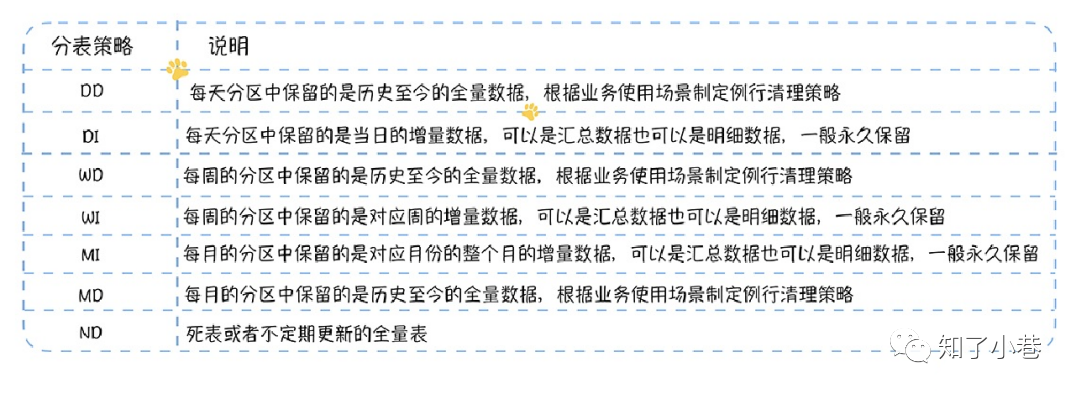 分表策略 说明
DD 每天分区中保留的是历史至今的全量数据，根据业务使用场景制定例行清理策略
DI 每天分区中保留的是当日的增量数据，可以是汇总数据也可以是明细数据，一般永久保留
WD 每周的分区中保留的是历史至今的全量数据，根据业务使用场景制定例行清理策略
WI 每周的分区中保留的是对应周的增量数据，可以是汇总数据也可以是明细数据，一般永久保留
MI 每月的分区中保留的是对应月份的整个月的增量数据，可以是汇总数据也可以是明细数据，一般永久保留
MD 每月的分区中保留的是历史至今的全量数据，根据业务使用场景制定例行清理策略
ND 死表或者不定期更新的全量表
知了小巷